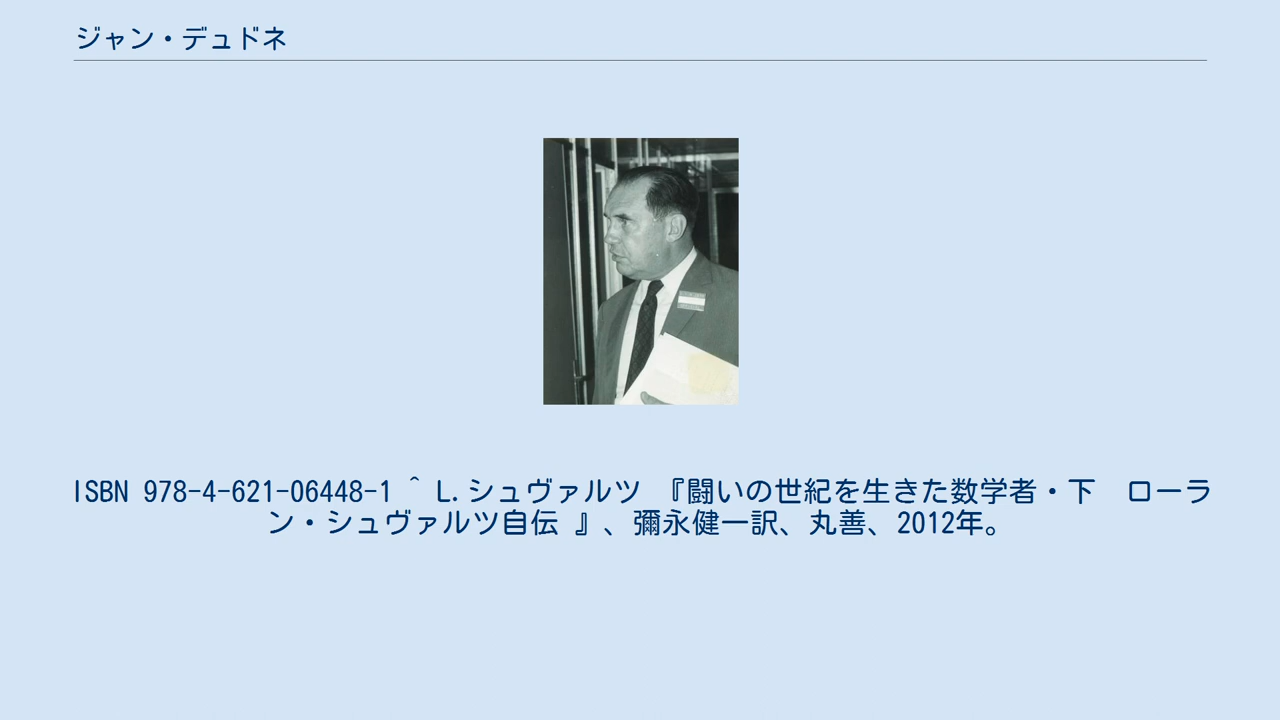 ジャン・デュドネ
ISBN 978-4-621-06448-1 ^ L.シュヴァルツ 『闘いの世紀を生きた数学者・下　ローラ
ン・シュヴァルツ自伝 』、彌永健一訳、丸善、2012年。